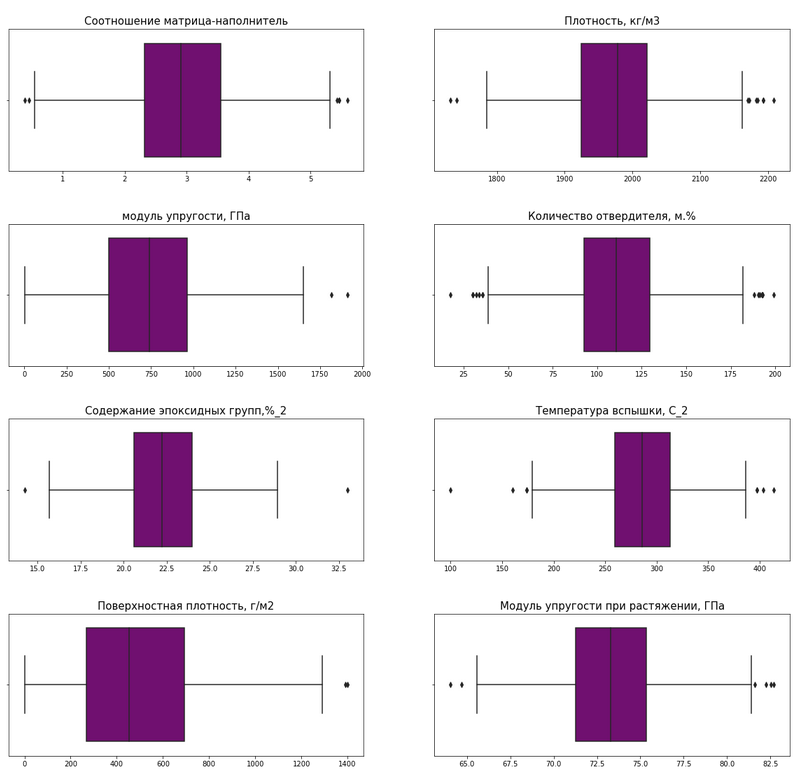 Соотношение матрица-наполнитель
1 2 3 4 5
Плотность, кг/м3
1800 1900 2000 2100 2200
модуль упругости, ГПа
0 250 500 750 1000 1250 1500 1750 2000
Количество отвердителя, м.%
25 50 75 100 125 150 175 200
Содержание эпоксидных групп,%_2
15.0 17.5 20.0 22.5 25.0 27.5 30.0 32.5
Температура вспышки, С_2
100 150 200 250 300 350 400
Поверхностная плотность, г/м2
0 200 400 600 800 1000 1200 1400
Модуль упругости при растяжении, ГПа
65.0 67.5 70.0 72.5 75.0 77.5 80.0 82.5